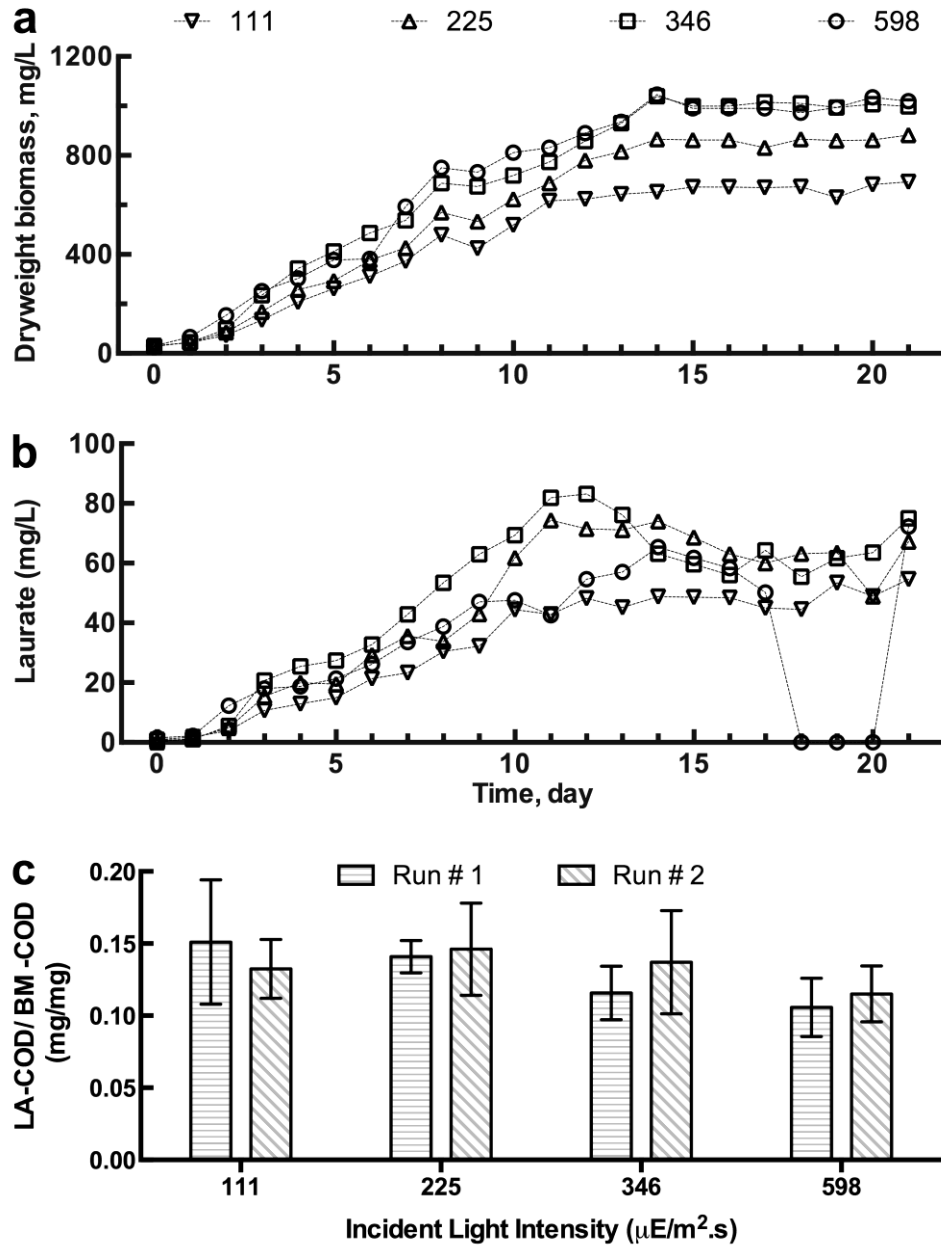 a
111 225 346 598
Dryweight biomass, mg/L
1200
800
400
0
0 5 10 15 20
b
Laurate (mg/L)
100
80
60
40
20
0
0 5 10 15 20
Time, day
c
Run # 1 Run # 2
LA-COD/ BM -COD
(mg/mg)
0.20
0.15
0.10
0.05
0.00
111 225 346 598
Incident Light Intensity (µE/m².s)